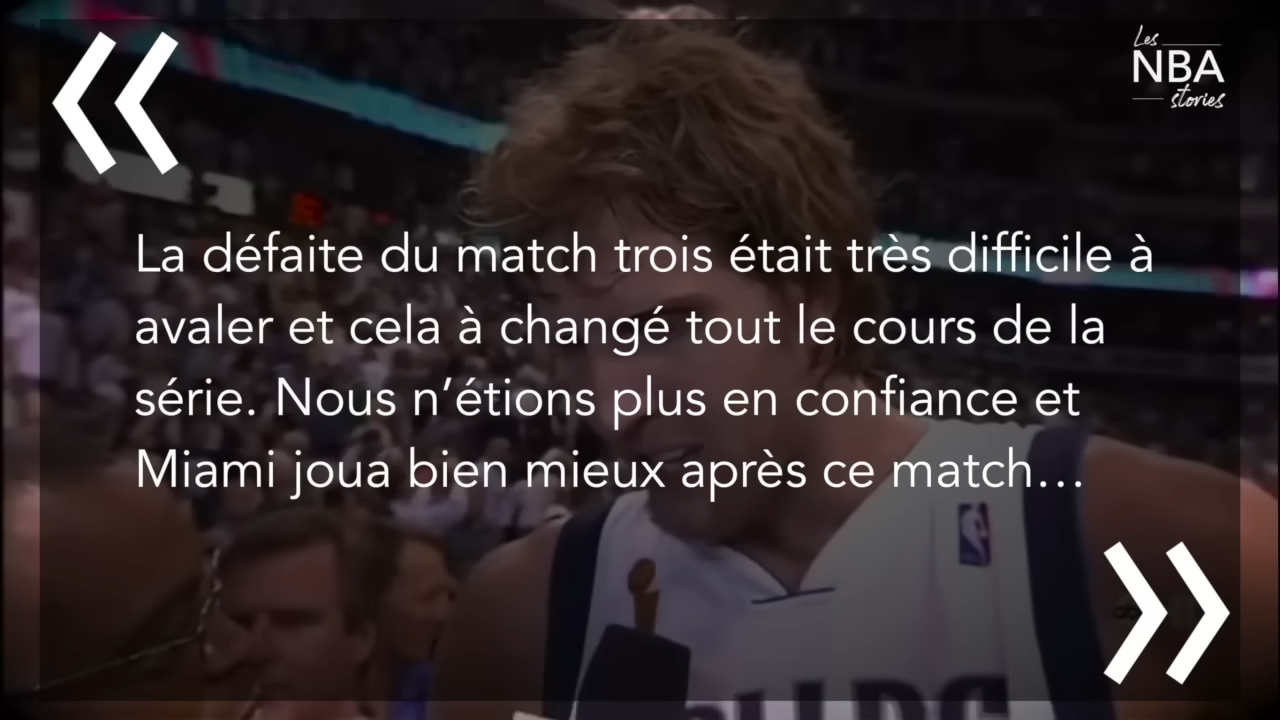 Les
NBA
stories
La défaite du match trois était très difficile à
avaler et cela à changé tout le cours de la
série. Nous n’étions plus en confiance et
Miami joua bien mieux après ce match…